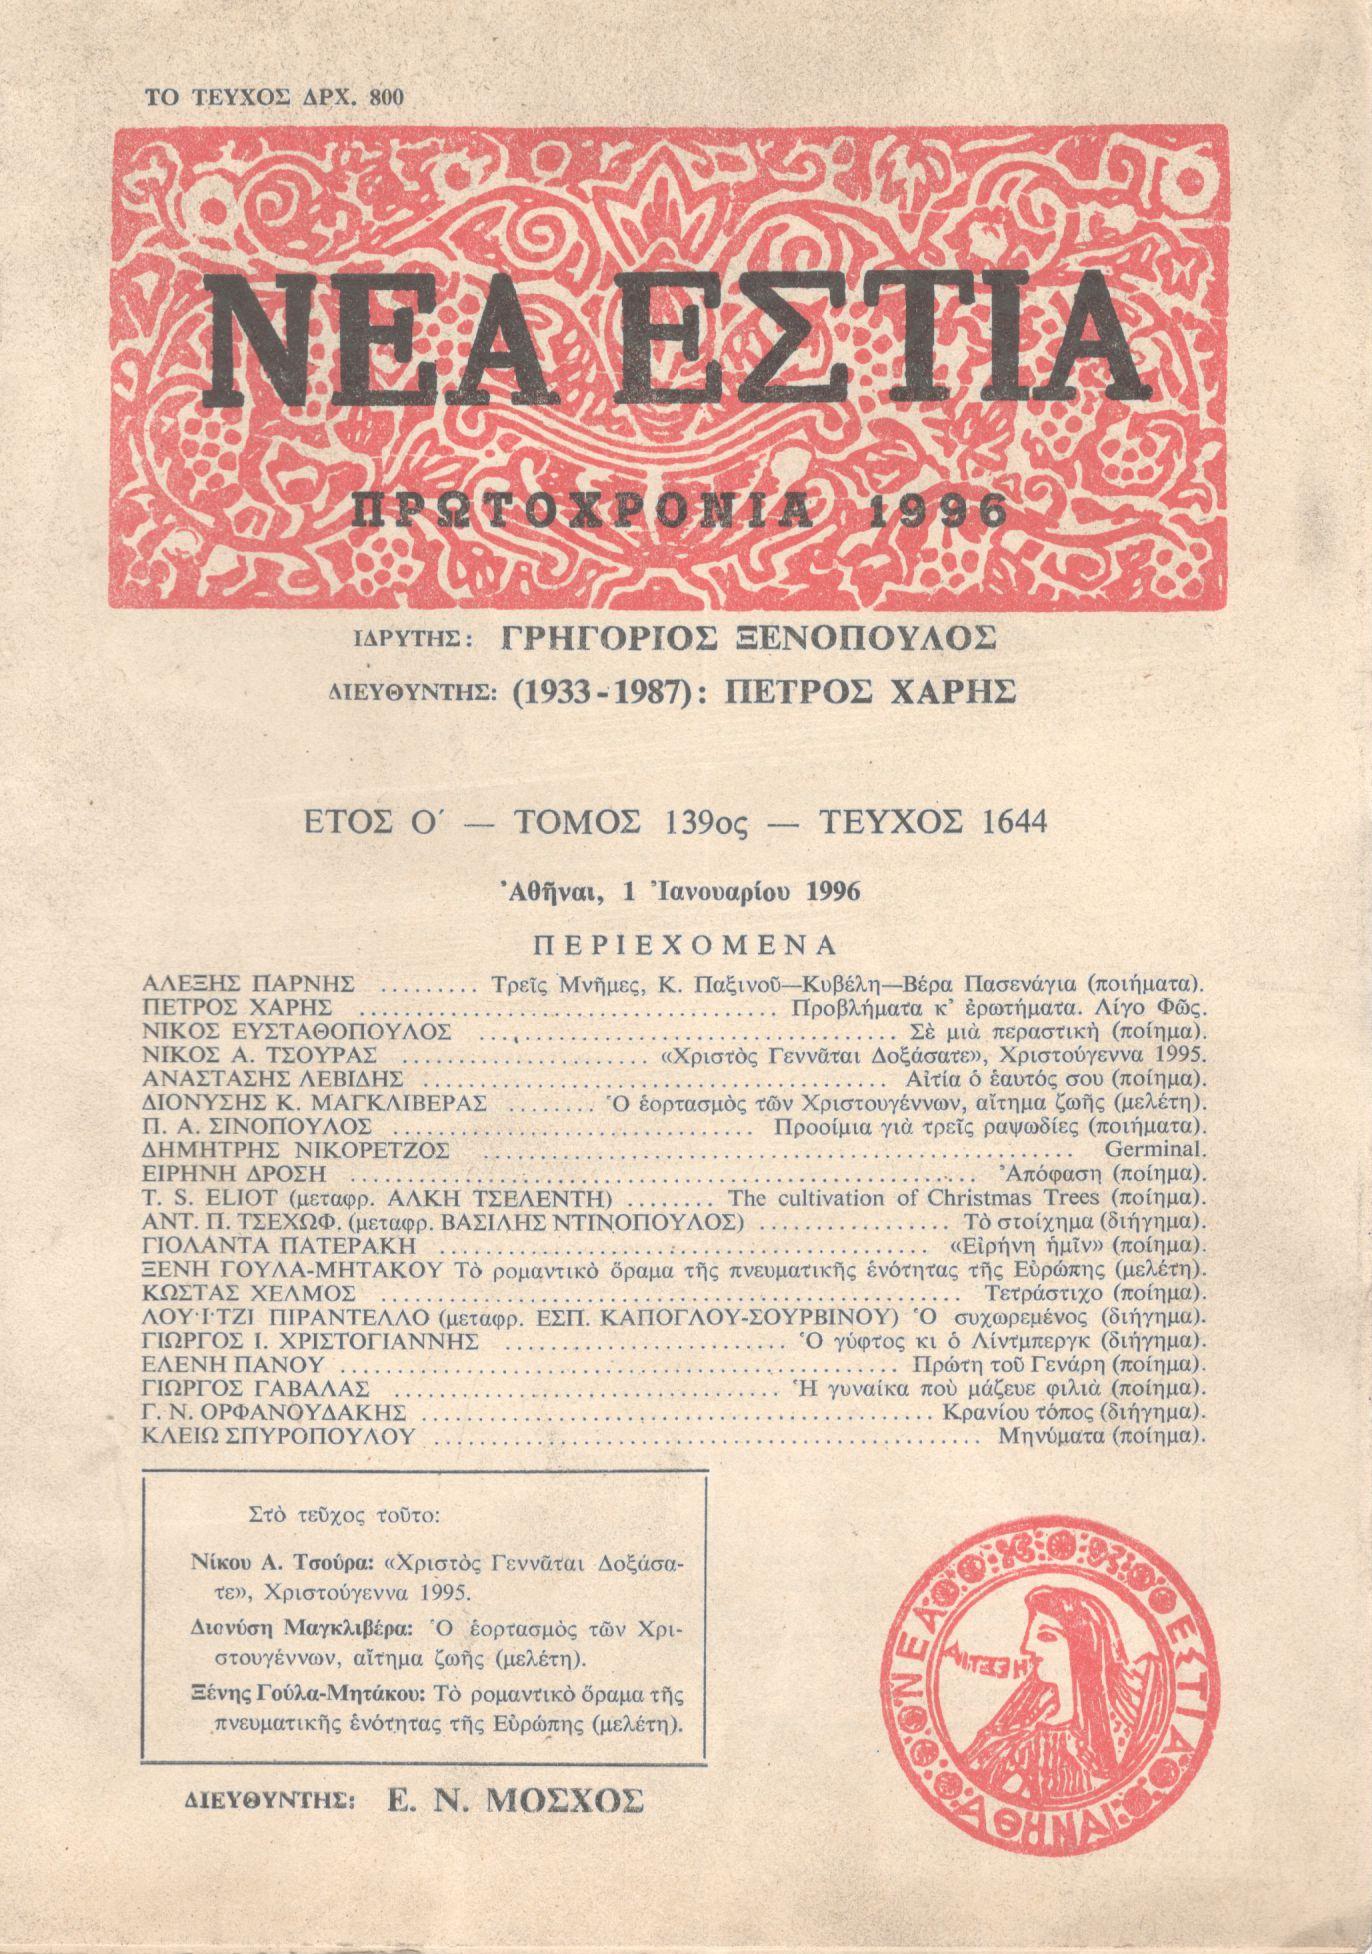 ΤΟ ΤΕΥΧΟΣ ΔΡΧ. 800
ΝΕΑ ΕΣΤΙΑ
ΠΡΩΤΟΧΡΟΝΙΑ 1996
ΙΔΡΥΤΗΣ: ΓΡΗΓΟΡΙΟΣ ΞΕΝΟΠΟΥΛΟΣ
ΔΙΕΥΘΥΝΤΗΣ: (1933-1987): ΠΕΤΡΟΣ ΧΑΡΗΣ
ΕΤΟΣ Ο΄ — ΤΟΜΟΣ 139ος — ΤΕΥΧΟΣ 1644
Ἀθῆναι, 1 Ἰανουαρίου 1996
ΠΕΡΙΕΧΟΜΕΝΑ
ΑΛΕΞΗΣ ΠΑΡΝΗΣ ......... Τρεῖς Μνῆμες, Κ. Παξινοῦ—Κυβέλη—Βέρα Πασενάγια (ποιήματα).
ΠΕΤΡΟΣ ΧΑΡΗΣ ......... Προβλήματα κ' ἐρωτήματα. Λίγο Φῶς.
ΝΙΚΟΣ ΕΥΣΤΑΘΟΠΟΥΛΟΣ ......... Σὲ μιὰ περαστικὴ (ποίημα).
ΝΙΚΟΣ Α. ΤΣΟΥΡΑΣ ......... «Χριστὸς Γεννᾶται Δοξάσατε», Χριστούγεννα 1995.
ΑΝΑΣΤΑΣΗΣ ΛΕΒΙΔΗΣ ......... Αἰτία ὁ ἑαυτός σου (ποίημα).
ΔΙΟΝΥΣΗΣ Κ. ΜΑΓΚΛΙΒΕΡΑΣ ........ Ὁ ἑορτασμὸς τῶν Χριστουγέννων, αἴτημα ζωῆς (μελέτη).
Π. Α. ΣΙΝΟΠΟΥΛΟΣ ......... Προοίμια γιὰ τρεῖς ραψωδίες (ποιήματα).
ΔΗΜΗΤΡΗΣ ΝΙΚΟΡΕΤΖΟΣ ......... Germinal.
ΕΙΡΗΝΗ ΔΡΟΣΗ ......... Ἀπόφαση (ποίημα).
T. S. ELIOT (μεταφρ. ΑΛΚΗ ΤΣΕΛΕΝΤΗ) ........ The cultivation of Christmas Trees (ποίημα).
ΑΝΤ. Π. ΤΣΕΧΩΦ. (μεταφρ. ΒΑΣΙΛΗΣ ΝΤΙΝΟΠΟΥΛΟΣ) ......... Τὸ στοίχημα (διήγημα).
ΓΙΟΛΑΝΤΑ ΠΑΤΕΡΑΚΗ ......... «Εἰρήνη ἡμῖν» (ποίημα).
ΞΕΝΗ ΓΟΥΛΑ-ΜΗΤΑΚΟΥ Τὸ ρομαντικὸ ὅραμα τῆς πνευματικῆς ἑνότητας τῆς Εὐρώπης (μελέτη).
ΚΩΣΤΑΣ ΧΕΛΜΟΣ ......... Τετράστιχο (ποίημα).
ΛΟΥ·Ι·ΤΖΙ ΠΙΡΑΝΤΕΛΛΟ (μεταφρ. ΕΣΠ. ΚΑΠΟΓΛΟΥ-ΣΟΥΡΒΙΝΟΥ) Ὁ συχωρεμένος (διήγημα).
ΓΙΩΡΓΟΣ Ι. ΧΡΙΣΤΟΓΙΑΝΝΗΣ ......... Ὁ γύφτος κι ὁ Λίντμπεργκ (διήγημα).
ΕΛΕΝΗ ΠΑΝΟΥ ......... Πρώτη τοῦ Γενάρη (ποίημα).
ΓΙΩΡΓΟΣ ΓΑΒΑΛΑΣ ......... Ἡ γυναίκα ποὺ μάζευε φιλιὰ (ποίημα).
Γ. Ν. ΟΡΦΑΝΟΥΔΑΚΗΣ ......... Κρανίου τόπος (διήγημα).
ΚΛΕΙΩ ΣΠΥΡΟΠΟΥΛΟΥ ......... Μηνύματα (ποίημα).
Στὸ τεῦχος τοῦτο:
Νίκου Α. Τσούρα: «Χριστὸς Γεννᾶται Δοξάσα-
τε», Χριστούγεννα 1995.
Διονύση Μαγκλιβέρα: Ὁ ἑορτασμὸς τῶν Χρι-
στουγέννων, αἴτημα ζωῆς (μελέτη).
Ξένης Γούλα-Μητάκου: Τὸ ρομαντικὸ ὅραμα τῆς
πνευματικῆς ἑνότητας τῆς Εὐρώπης (μελέτη).
ΔΙΕΥΘΥΝΤΗΣ: Ε. Ν. ΜΟΣΧΟΣ
ΝΕΑ ΕΣΤΙΑ